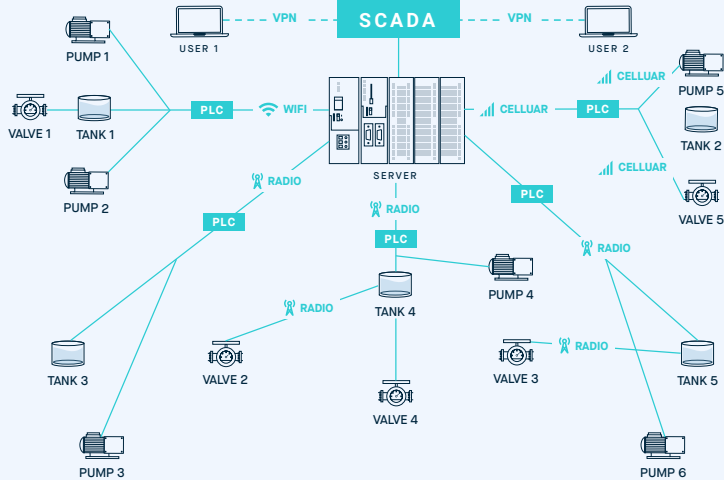 VPN
SCADA
VPN
USER 1
USER 2
PUMP 1
CELLUAR
PUMP 5
VALVE 1
TANK 1
PLC
WIFI
CELLUAR
PLC
TANK 2
SERVER
CELLUAR
PUMP 2
RADIO
RADIO
PLC
VALVE 5
PLC
PLC
RADIO
PUMP 4
RADIO
TANK 4
TANK 3
VALVE 2
VALVE 3
RADIO
TANK 5
VALVE 4
PUMP 3
PUMP 6